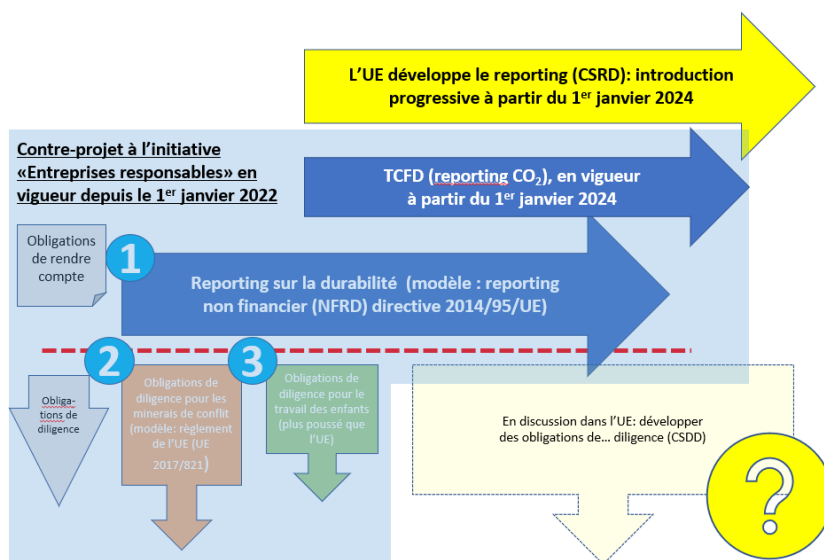 L'UE développe le reporting (CSRD): introduction
progressive à partir du 1er janvier 2024
Contre-projet à l'initiative
«Entreprises responsables» en
vigueur depuis le 1er janvier 2022
TCFD (reporting CO₂), en vigueur
à partir du 1er janvier 2024
Obligations
de rendre
compte
1
Reporting sur la durabilité (modèle : reporting
non financier (NFRD) directive 2014/95/UE)
2
3
Obliga-
tions de
diligence
Obligations de
diligence pour les
minerais de conflit
(modèle: règlement
de l'UE (UE
2017/821)
Obligations de
diligence pour le
travail des enfants
(plus poussé que
l'UE)
En discussion dans l'UE: développer
des obligations de... diligence (CSDD)
?